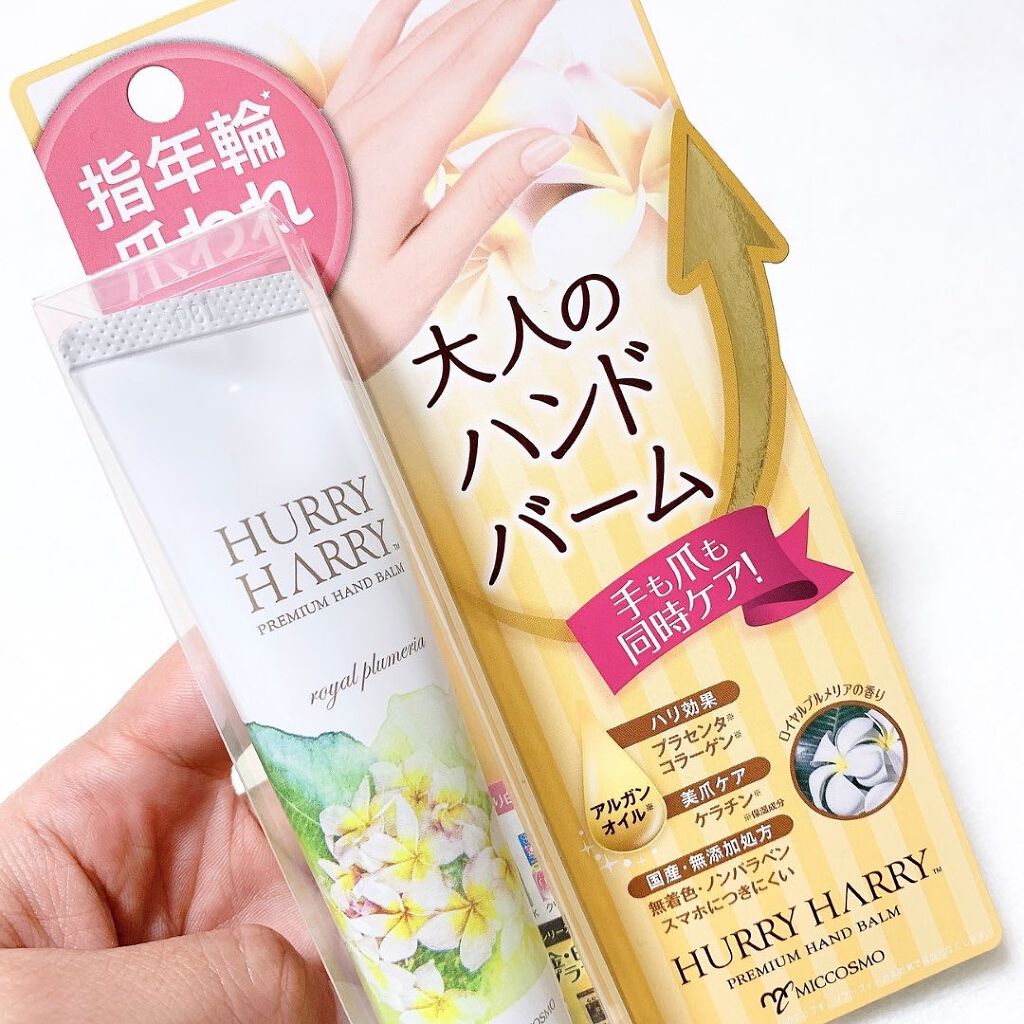 指年輪
爪われ
大人の
ハンド
バーム
手も爪も
同時ケア!
ハリ効果
プラセンタ※
コラーゲン※
アルガン
オイル※
美爪ケア
ケラチン※
※保湿成分
国産・無添加処方
無着色・ノンパラベン
スマホにつきにくい
ロイヤルプルメリアの香り
HURRY HARRY™
PREMIUM HAND BALM
MICCOSMO
HURRY
HARRY™
PREMIUM HAND BALM
royal plumeria